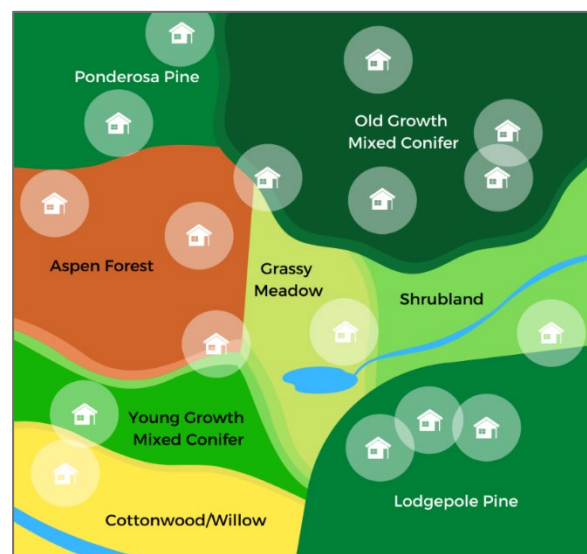 Ponderosa Pine
Old Growth
Mixed Conifer
Aspen Forest
Grassy
Meadow
Shrubland
Young Growth
Mixed Conifer
Lodgepole Pine
Cottonwood/Willow